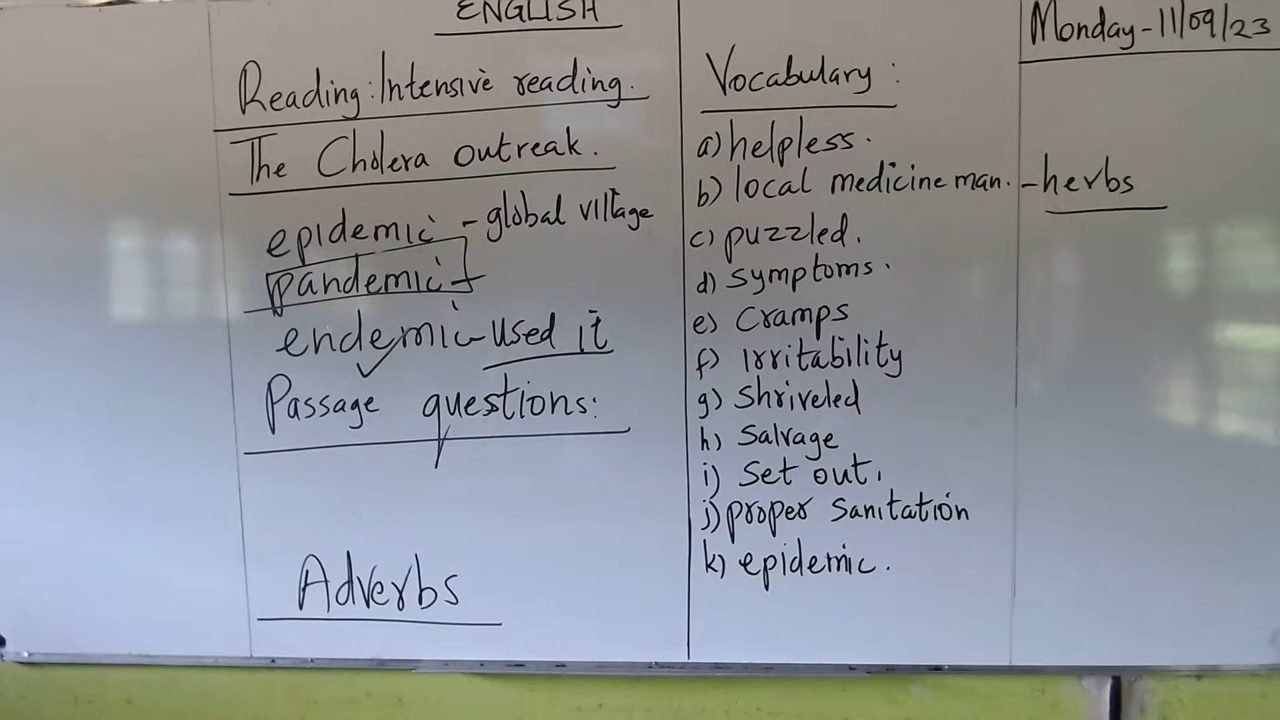 ENGLISH
Reading: Intensive reading.
The Cholera outreak.
epidemic - global village
pandemic -
endemic - used it
Passage questions:
Adverbs
Vocabulary:
a) helpless.
b) local medicine man. - herbs
c) puzzled.
d) symptoms.
e) Cramps
f) Irritability
g) Shriveled
h) Salvage
i) Set out.
j) proper Sanitation
k) epidemic.
Monday - 11/09/23